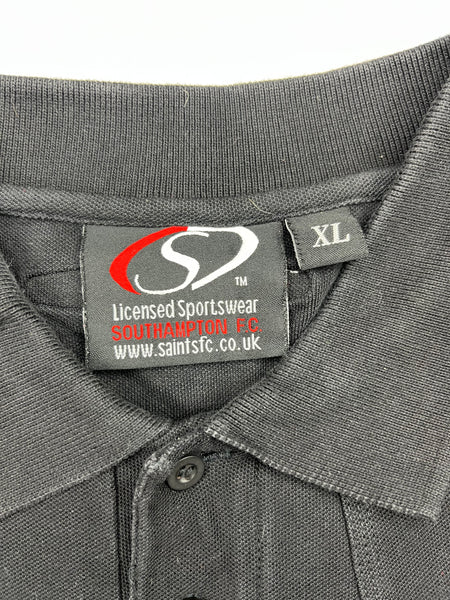 S
TM
XL
Licensed Sportswear
SOUTHAMPTON F.C.
www.saintsfc.co.uk